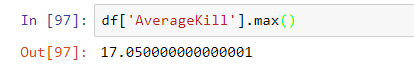 In [97]: df['AverageKill'].max()
Out[97]: 17.050000000000001